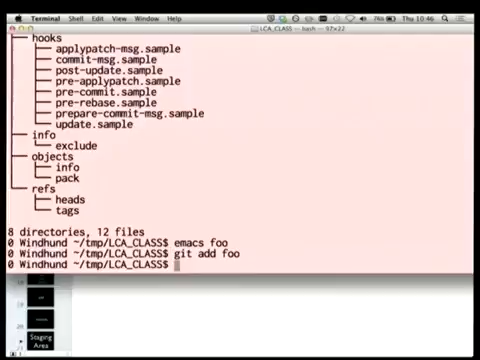 Terminal Shell Edit View Window Help
76% Thu 10:46
LCA_CLASS — bash — 97×22
hooks
applypatch-msg.sample
commit-msg.sample
post-update.sample
pre-applypatch.sample
pre-commit.sample
pre-rebase.sample
prepare-commit-msg.sample
update.sample
info
exclude
objects
info
pack
refs
heads
tags
8 directories, 12 files
0 Windhund ~/tmp/LCA_CLASS$ emacs foo
0 Windhund ~/tmp/LCA_CLASS$ git add foo
0 Windhund ~/tmp/LCA_CLASS$
Staging
Area